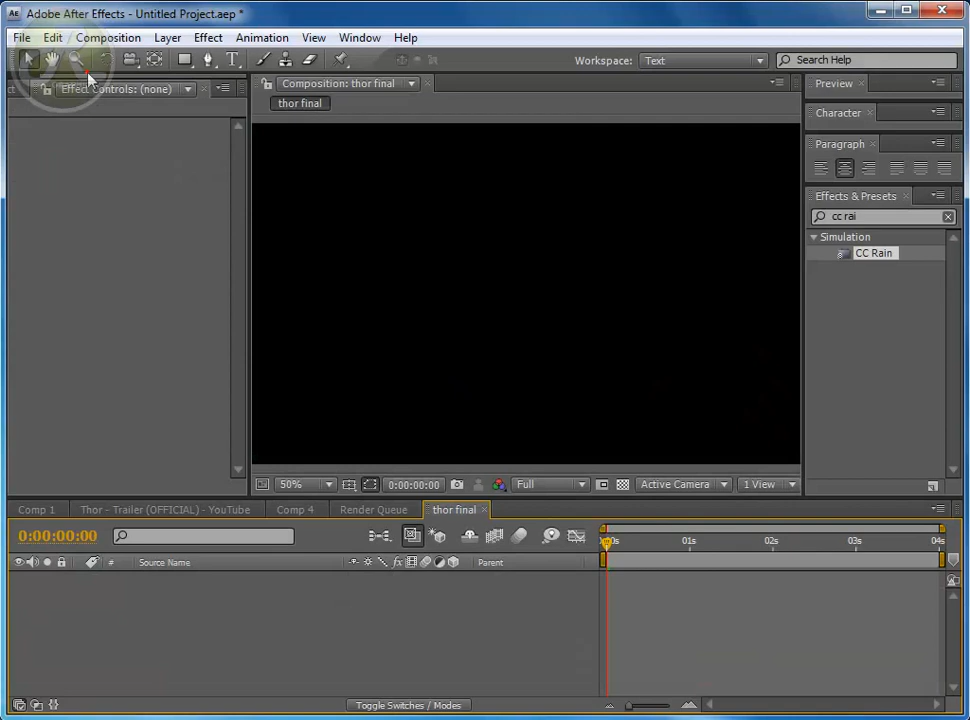 Adobe After Effects - Untitled Project.aep *
File Edit Composition Layer Effect Animation View Window Help
Workspace: Text Search Help
Effect Controls: (none)
Composition: thor final
thor final
Preview
Character
Paragraph
Effects & Presets
cc rai
Simulation
CC Rain
50% 0:00:00:00 Full Active Camera 1 View
Comp 1 Thor - Trailer (OFFICIAL) - YouTube Comp 4 Render Queue thor final
0:00:00:00
01s 02s 03s 04s
# Source Name fx Parent
Toggle Switches / Modes